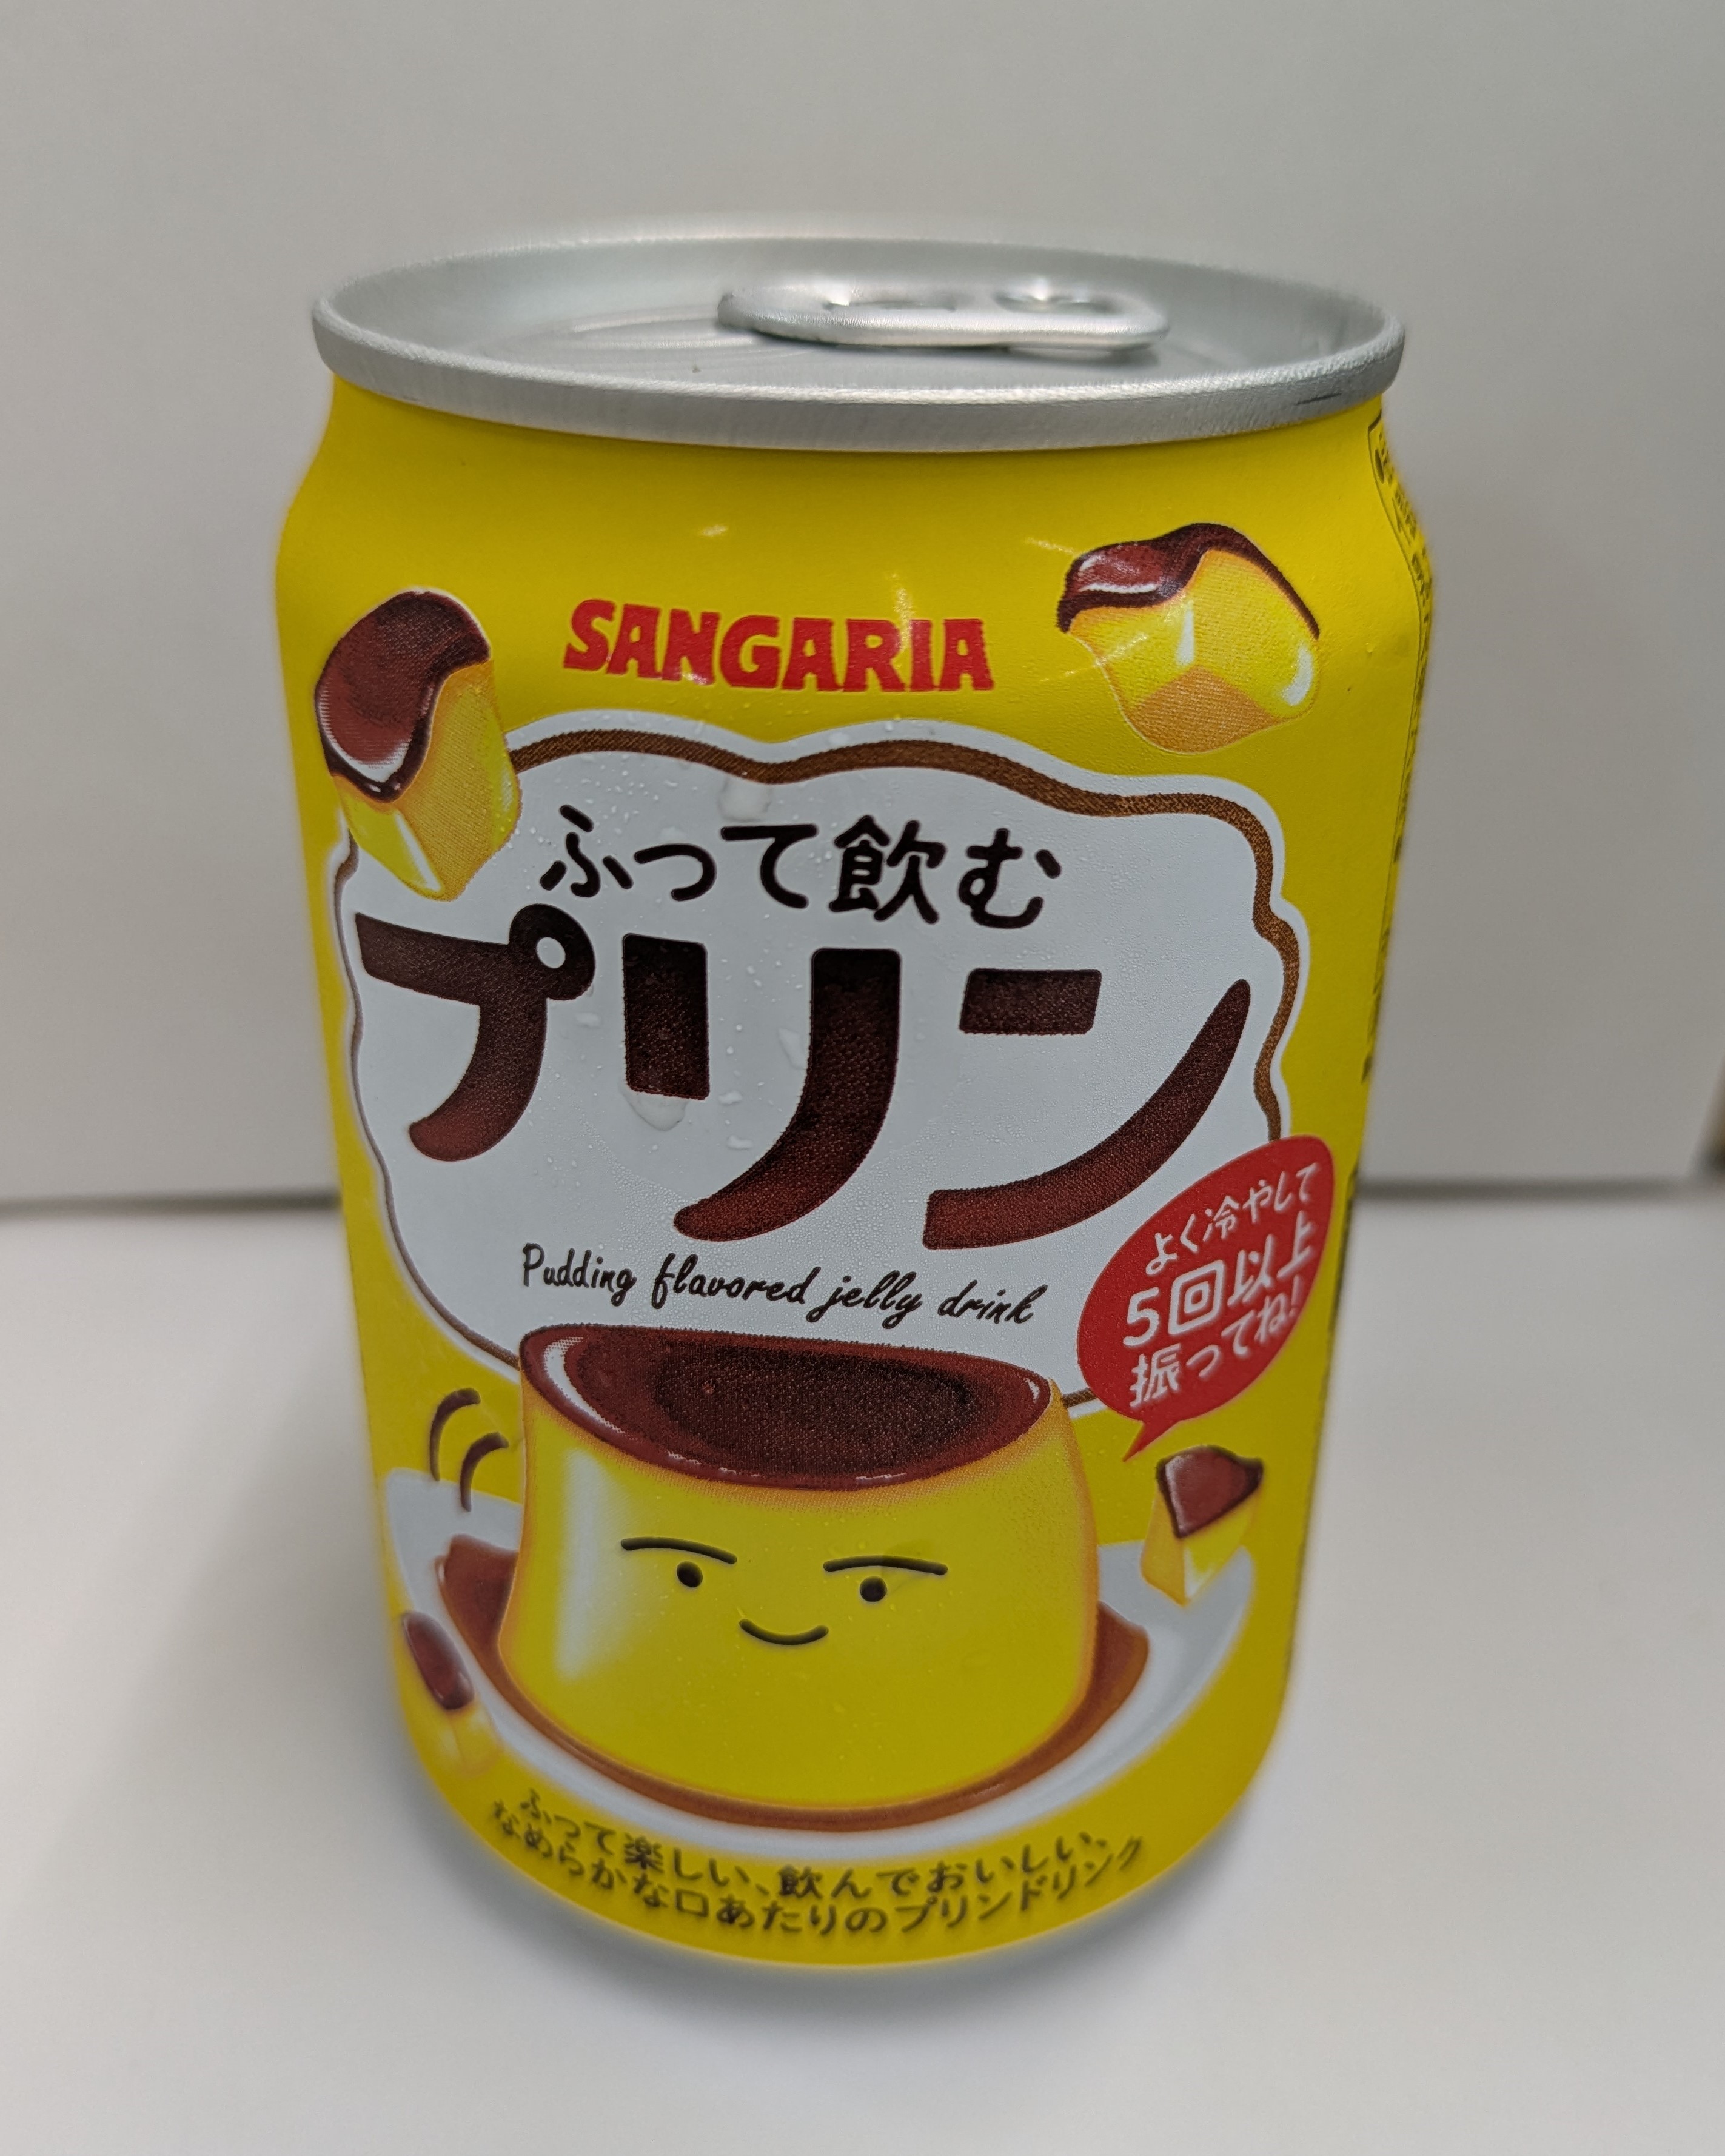 SANGARIA
ふって飲む
プリン
Pudding flavored jelly drink
よく冷やして
5回以上
振ってね!
ふって楽しい、飲んでおいしい、
なめらかな口あたりのプリンドリンク